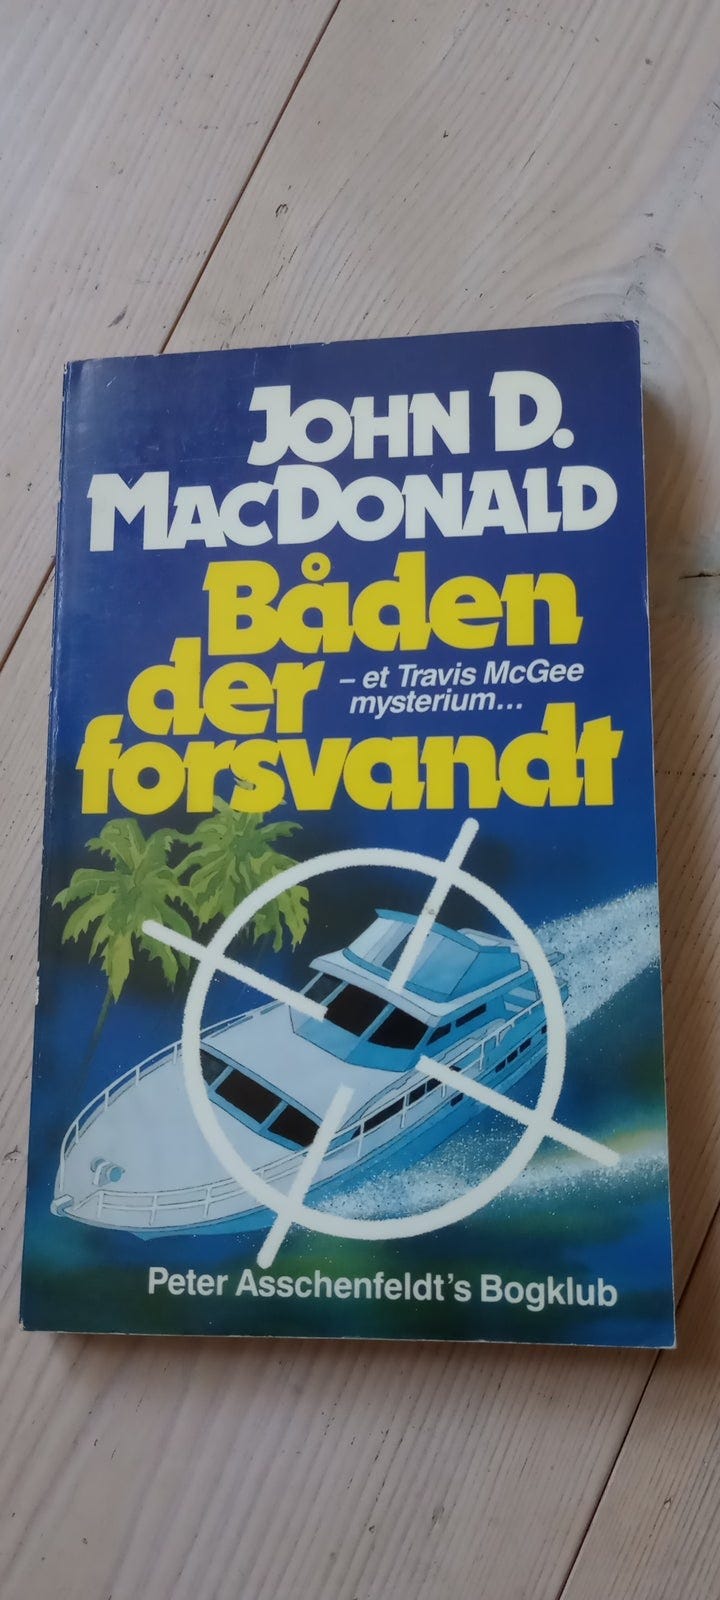 JOHN D.
MACDONALD
Båden
der
– et Travis McGee
mysterium...
forsvandt
Peter Asschenfeldt's Bogklub